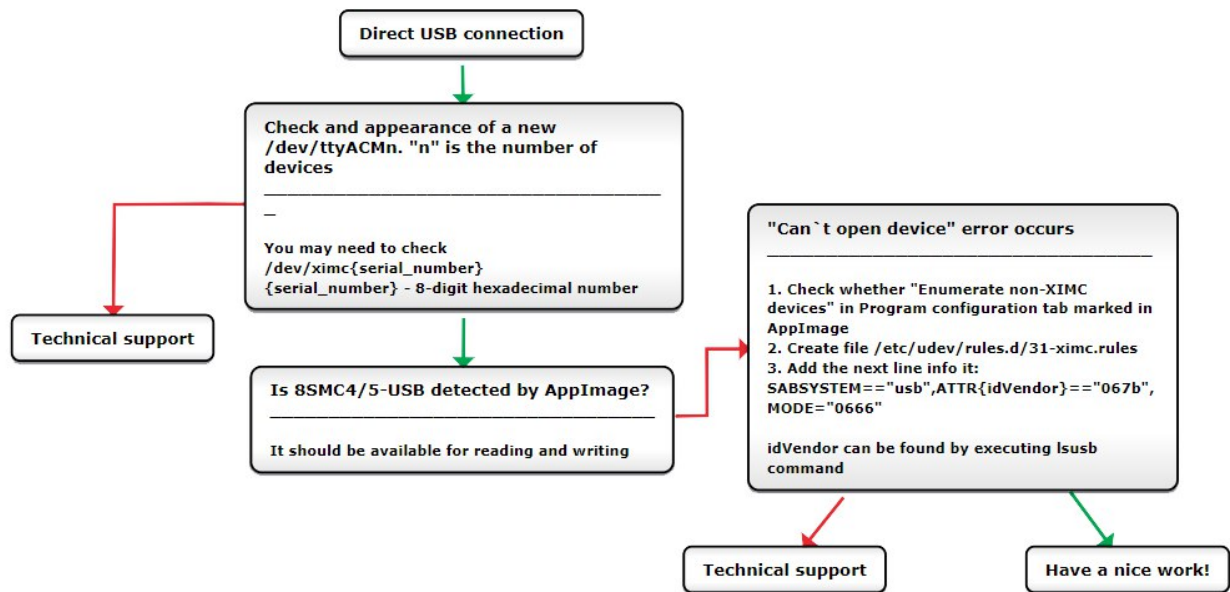 Direct USB connection
Check and appearance of a new
/dev/ttyACMn. "n" is the number of
devices
You may need to check
/dev/ximc{serial_number}
{serial_number} - 8-digit hexadecimal number
Technical support
Is 8SMC4/5-USB detected by AppImage?
It should be available for reading and writing
"Can`t open device" error occurs
1. Check whether "Enumerate non-XIMC
devices" in Program configuration tab marked in
AppImage
2. Create file /etc/udev/rules.d/31-ximc.rules
3. Add the next line info it:
SABSYSTEM=="usb",ATTR{idVendor}=="067b",
MODE="0666"
idVendor can be found by executing lsusb
command
Technical support
Have a nice work!